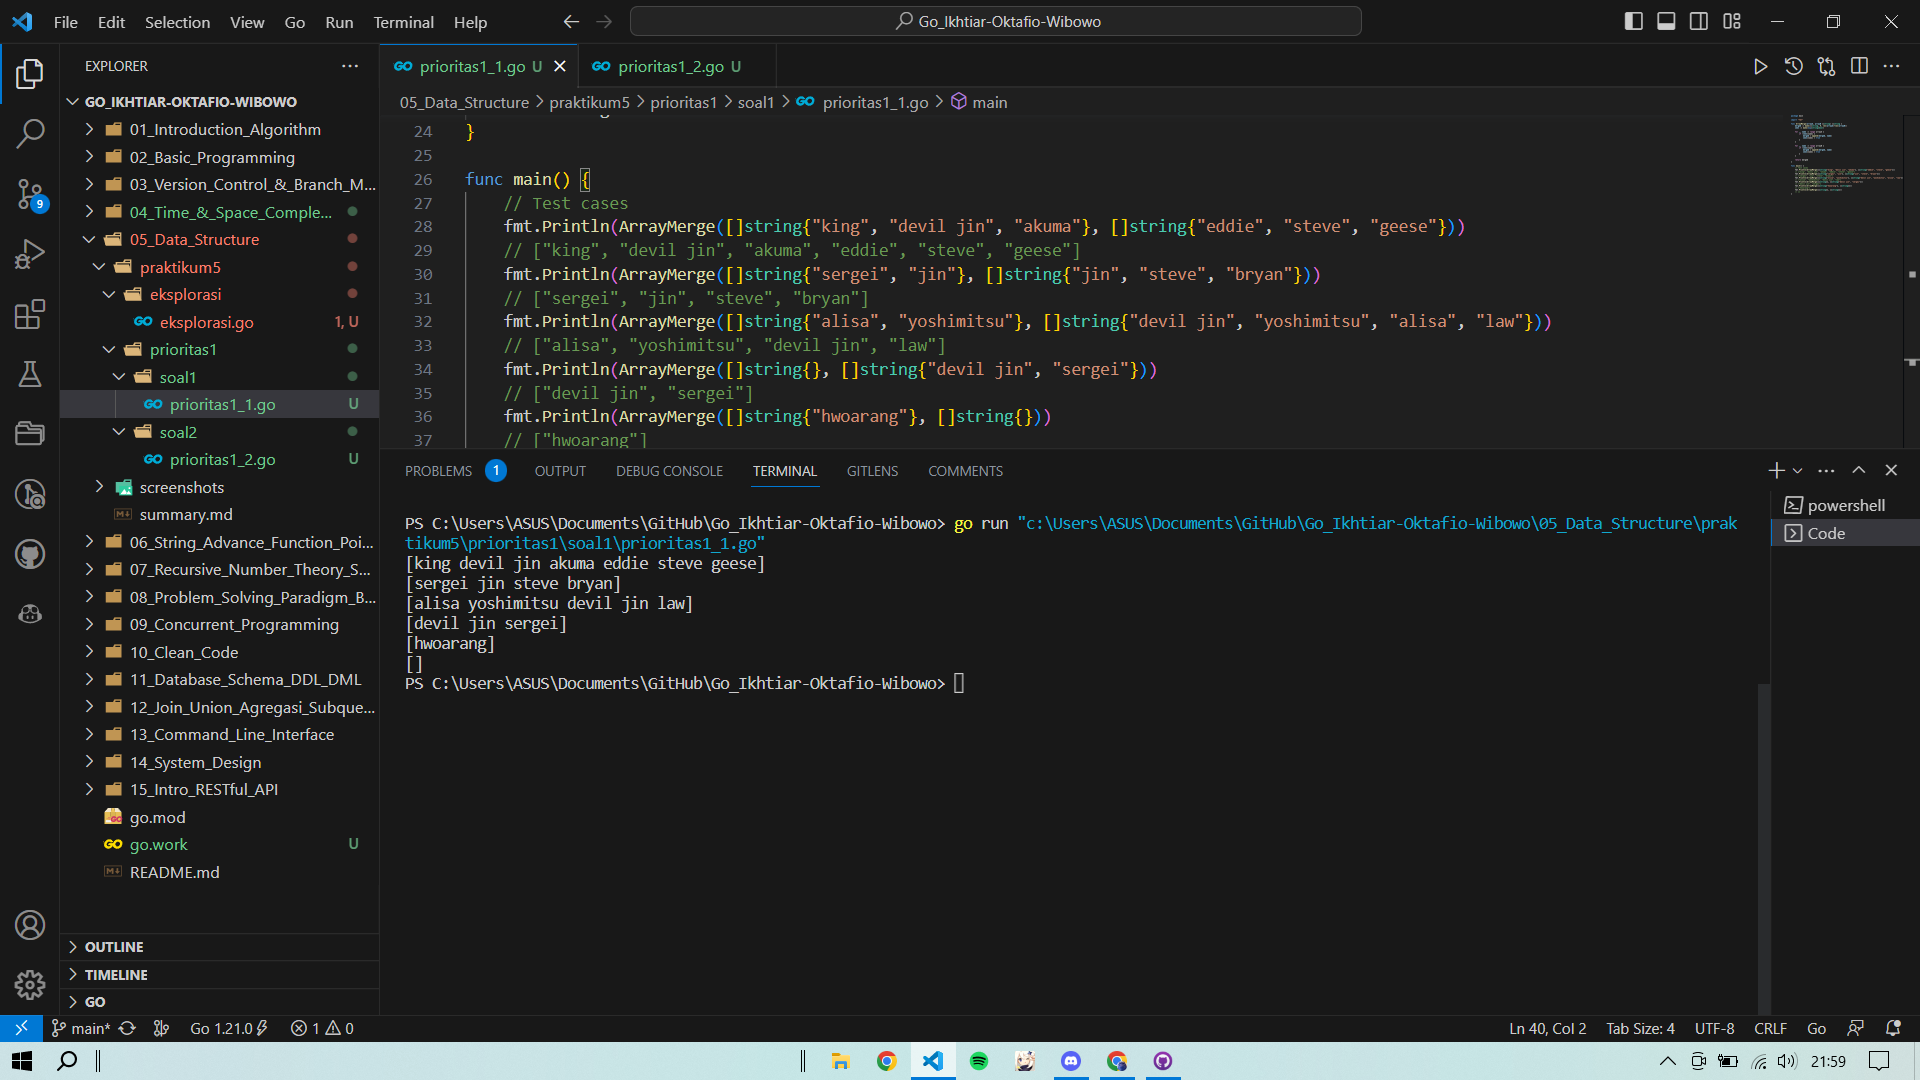 File Edit Selection View Go Run Terminal Help
Go_Ikhtiar-Oktafio-Wibowo
EXPLORER
GO_IKHTIAR-OKTAFIO-WIBOWO
01_Introduction_Algorithm
02_Basic_Programming
03_Version_Control_&_Branch_M...
9
04_Time_&_Space_Comple...
05_Data_Structure
praktikum5
eksplorasi
GO eksplorasi.go 1, U
prioritas1
soal1
GO prioritas1_1.go U
soal2
GO prioritas1_2.go U
screenshots
summary.md
06_String_Advance_Function_Poi...
07_Recursive_Number_Theory_S...
08_Problem_Solving_Paradigm_B...
09_Concurrent_Programming
10_Clean_Code
11_Database_Schema_DDL_DML
12_Join_Union_Agregasi_Subque...
13_Command_Line_Interface
14_System_Design
15_Intro_RESTful_API
go.mod
GO go.work U
README.md
OUTLINE
TIMELINE
GO
GO prioritas1_1.go U
GO prioritas1_2.go U
05_Data_Structure > praktikum5 > prioritas1 > soal1 > GO prioritas1_1.go > main
24 }
25
26 func main() {
27 // Test cases
28 fmt.Println(ArrayMerge([]string{"king", "devil jin", "akuma"}, []string{"eddie", "steve", "geese"}))
29 // ["king", "devil jin", "akuma", "eddie", "steve", "geese"]
30 fmt.Println(ArrayMerge([]string{"sergei", "jin"}, []string{"jin", "steve", "bryan"}))
31 // ["sergei", "jin", "steve", "bryan"]
32 fmt.Println(ArrayMerge([]string{"alisa", "yoshimitsu"}, []string{"devil jin", "yoshimitsu", "alisa", "law"}))
33 // ["alisa", "yoshimitsu", "devil jin", "law"]
34 fmt.Println(ArrayMerge([]string{}, []string{"devil jin", "sergei"}))
35 // ["devil jin", "sergei"]
36 fmt.Println(ArrayMerge([]string{"hwoarang"}, []string{}))
37 // ["hwoarang"]
PROBLEMS 1 OUTPUT DEBUG CONSOLE TERMINAL GITLENS COMMENTS
PS C:\Users\ASUS\Documents\GitHub\Go_Ikhtiar-Oktafio-Wibowo> go run "c:\Users\ASUS\Documents\GitHub\Go_Ikhtiar-Oktafio-Wibowo\05_Data_Structure\prak
tikum5\prioritas1\soal1\prioritas1_1.go"
[king devil jin akuma eddie steve geese]
[sergei jin steve bryan]
[alisa yoshimitsu devil jin law]
[devil jin sergei]
[hwoarang]
[]
PS C:\Users\ASUS\Documents\GitHub\Go_Ikhtiar-Oktafio-Wibowo>
powershell
Code
main* Go 1.21.0 1 0
Ln 40, Col 2 Tab Size: 4 UTF-8 CRLF Go
21:59